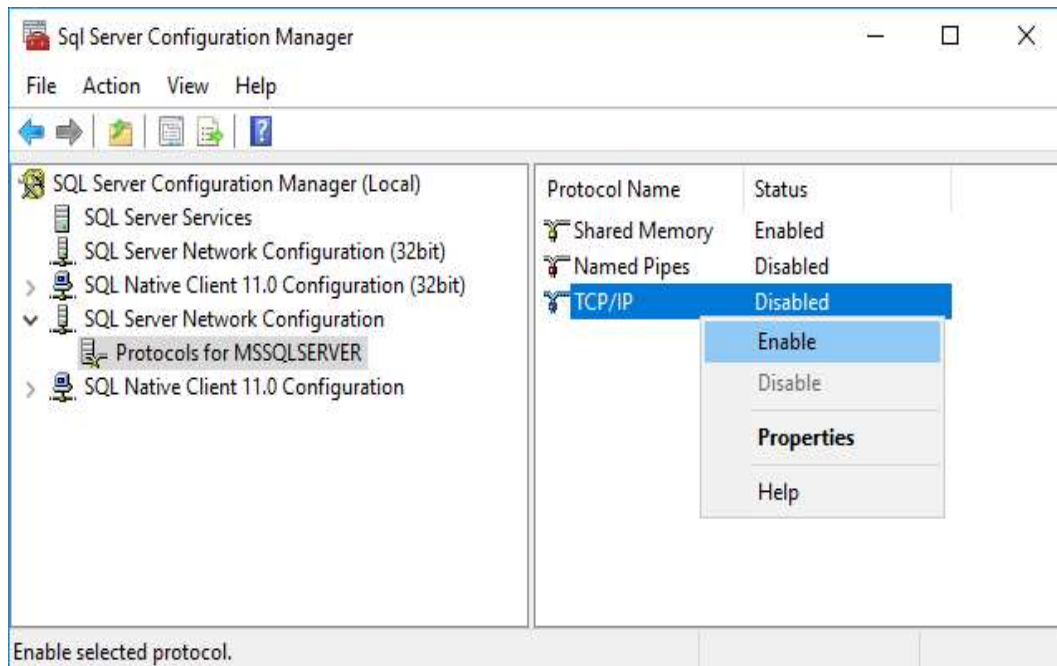 Sql Server Configuration Manager
File Action View Help
SQL Server Configuration Manager (Local)
SQL Server Services
SQL Server Network Configuration (32bit)
SQL Native Client 11.0 Configuration (32bit)
SQL Server Network Configuration
Protocols for MSSQLSERVER
SQL Native Client 11.0 Configuration
Protocol Name Status
Shared Memory Enabled
Named Pipes Disabled
TCP/IP Disabled
Enable
Disable
Properties
Help
Enable selected protocol.